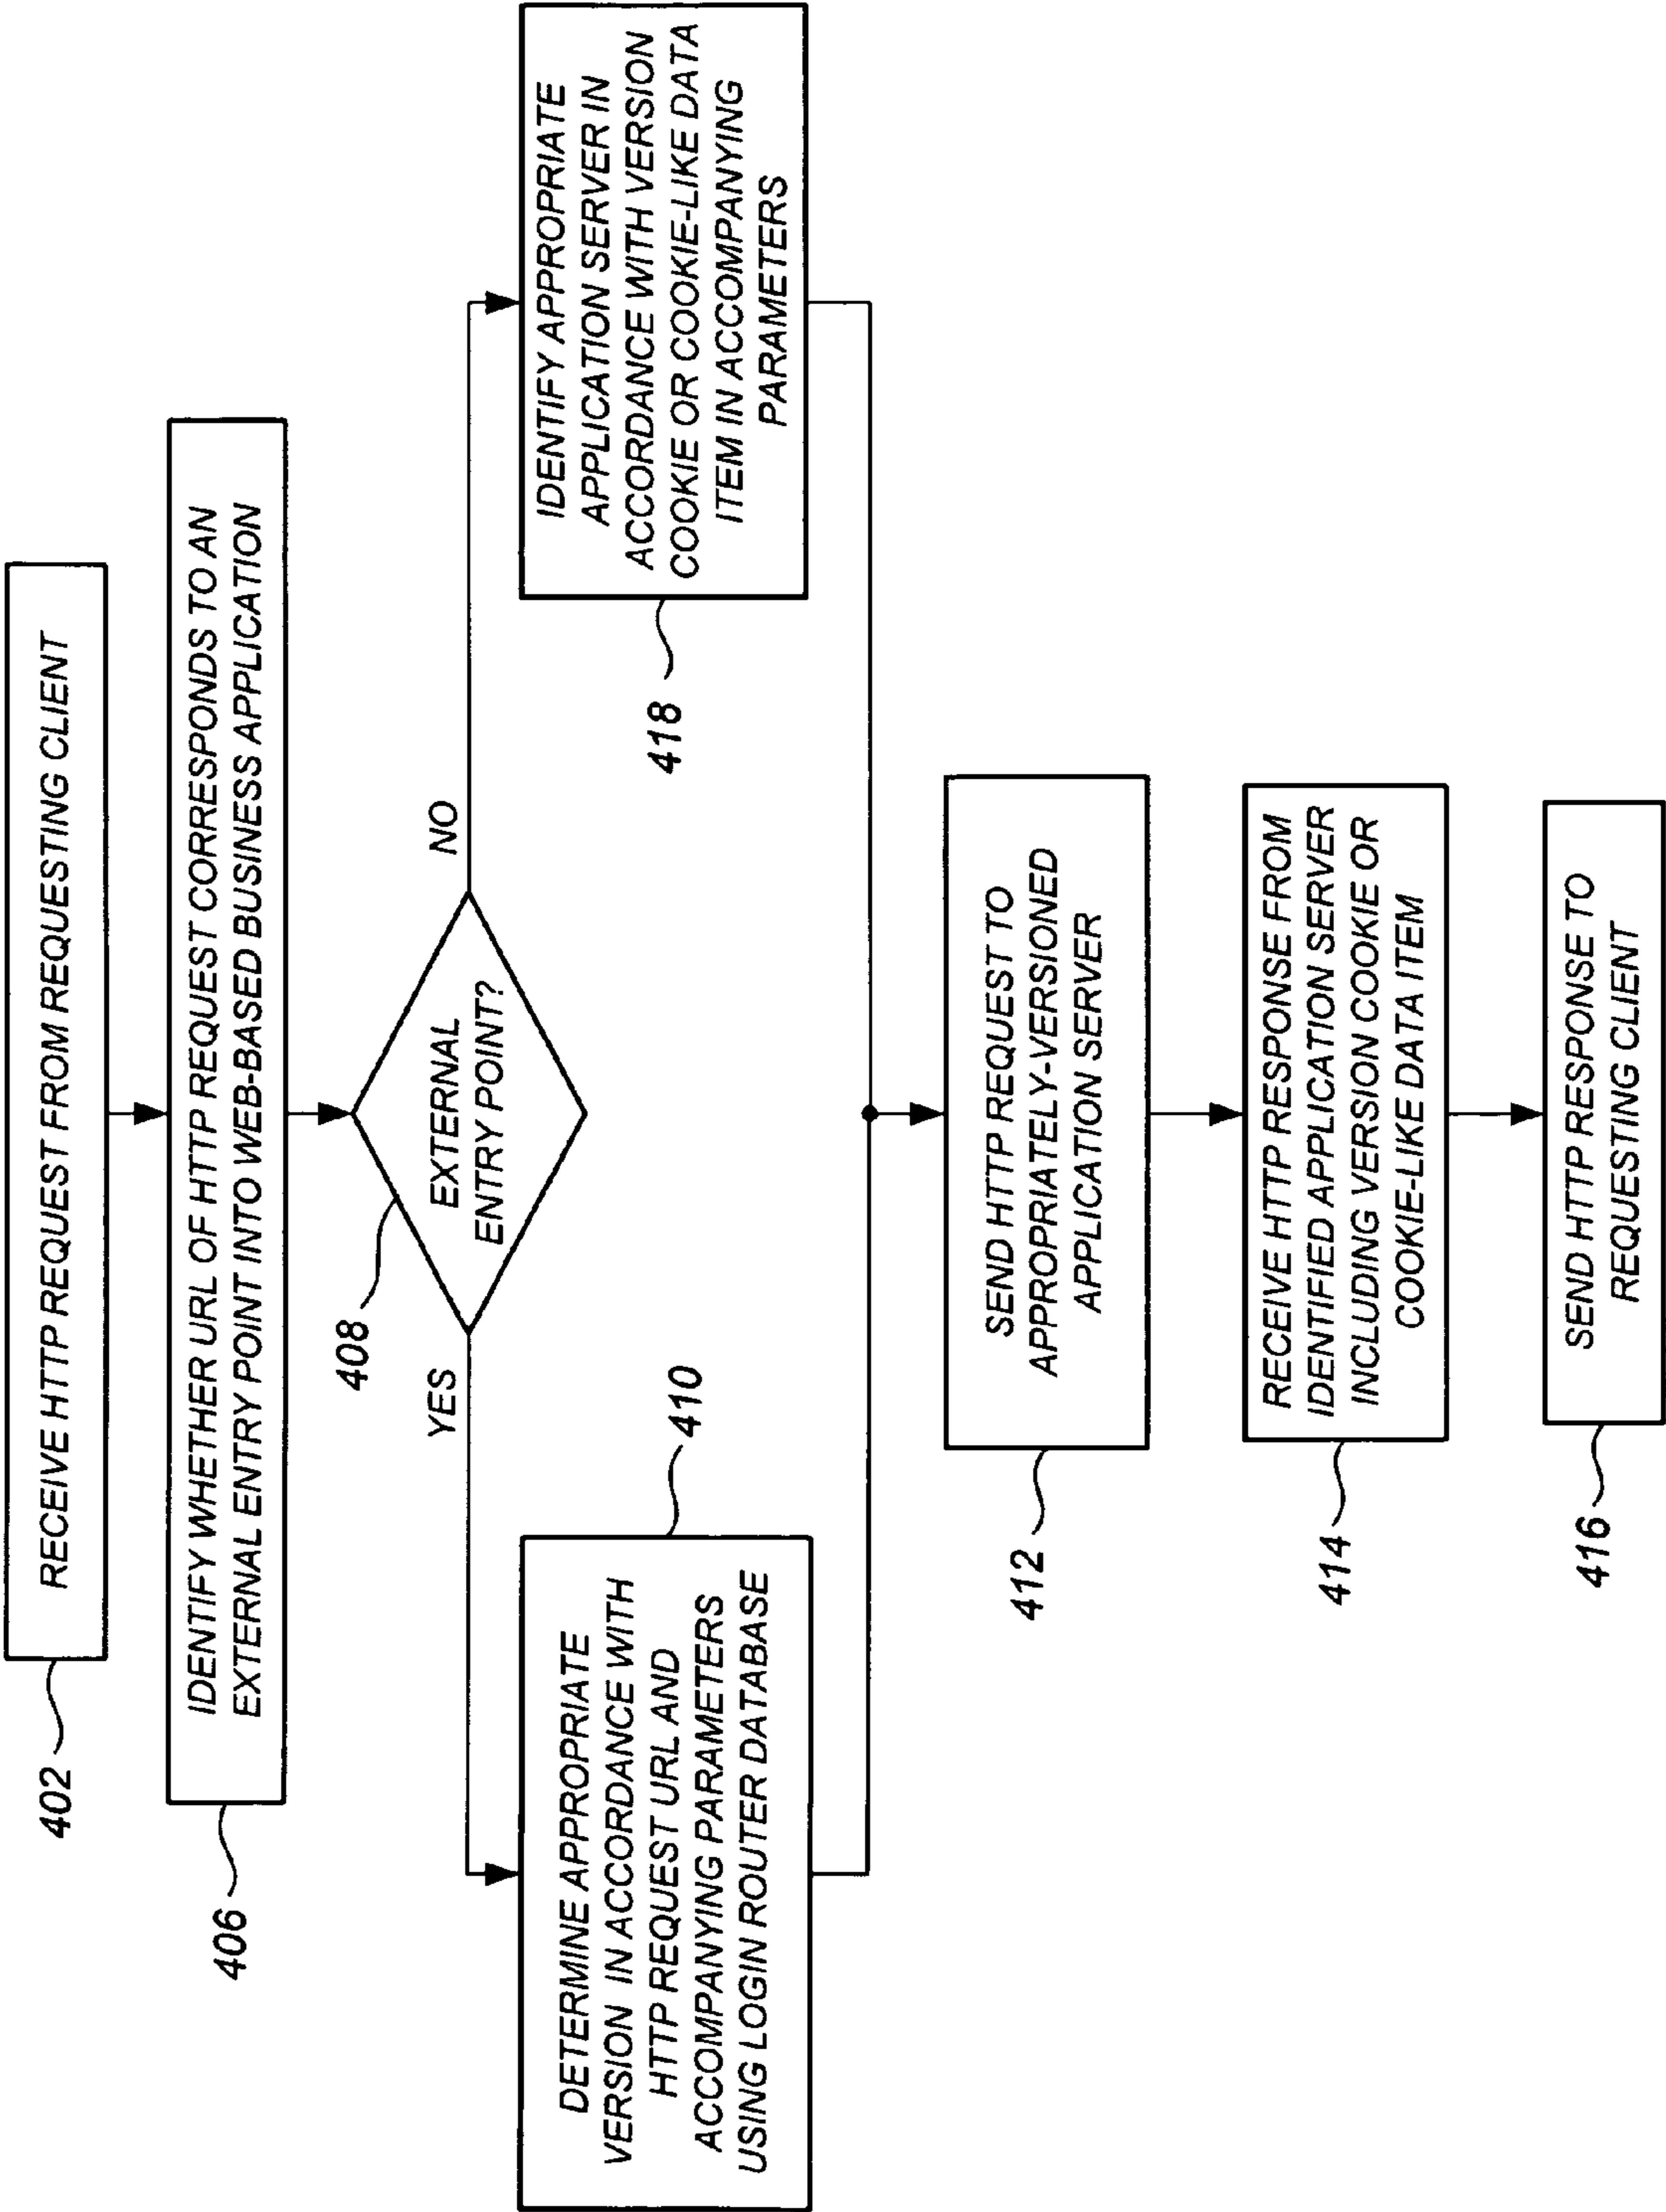 RECEIVE HTTP REQUEST FROM REQUESTING CLIENT
402
IDENTIFY WHETHER URL OF HTTP REQUEST CORRESPONDS TO AN
EXTERNAL ENTRY POINT INTO WEB-BASED BUSINESS APPLICATION
406
EXTERNAL
ENTRY POINT?
408
YES
NO
DETERMINE APPROPRIATE
VERSION IN ACCORDANCE WITH
HTTP REQUEST URL AND
ACCOMPANYING PARAMETERS
USING LOGIN ROUTER DATABASE
410
IDENTIFY APPROPRIATE
APPLICATION SERVER IN
ACCORDANCE WITH VERSION
COOKIE OR COOKIE-LIKE DATA
ITEM IN ACCOMPANYING
PARAMETERS
418
SEND HTTP REQUEST TO
APPROPRIATELY-VERSIONED
APPLICATION SERVER
412
RECEIVE HTTP RESPONSE FROM
IDENTIFIED APPLICATION SERVER
INCLUDING VERSION COOKIE OR
COOKIE-LIKE DATA ITEM
414
SEND HTTP RESPONSE TO
REQUESTING CLIENT
416